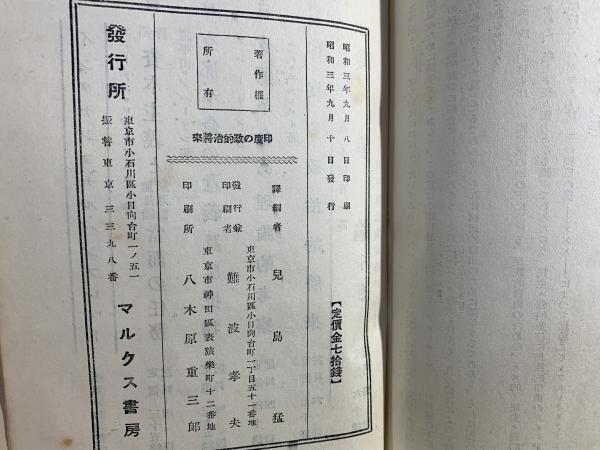 昭和三年九月八日印刷
昭和三年九月十日發行
【定價金七拾錢】
著作權
所有
印度の政治的將來
譯編者 兒島猛
東京市小石川區小日向台町一丁目五十一番地
發行兼
印刷者 難波孝夫
東京市神田區表猿樂町十二番地
印刷所 八木原重三郎
發行所
東京市小石川區小日向台町一ノ五一
振替東京三三九八番
マルクス書房